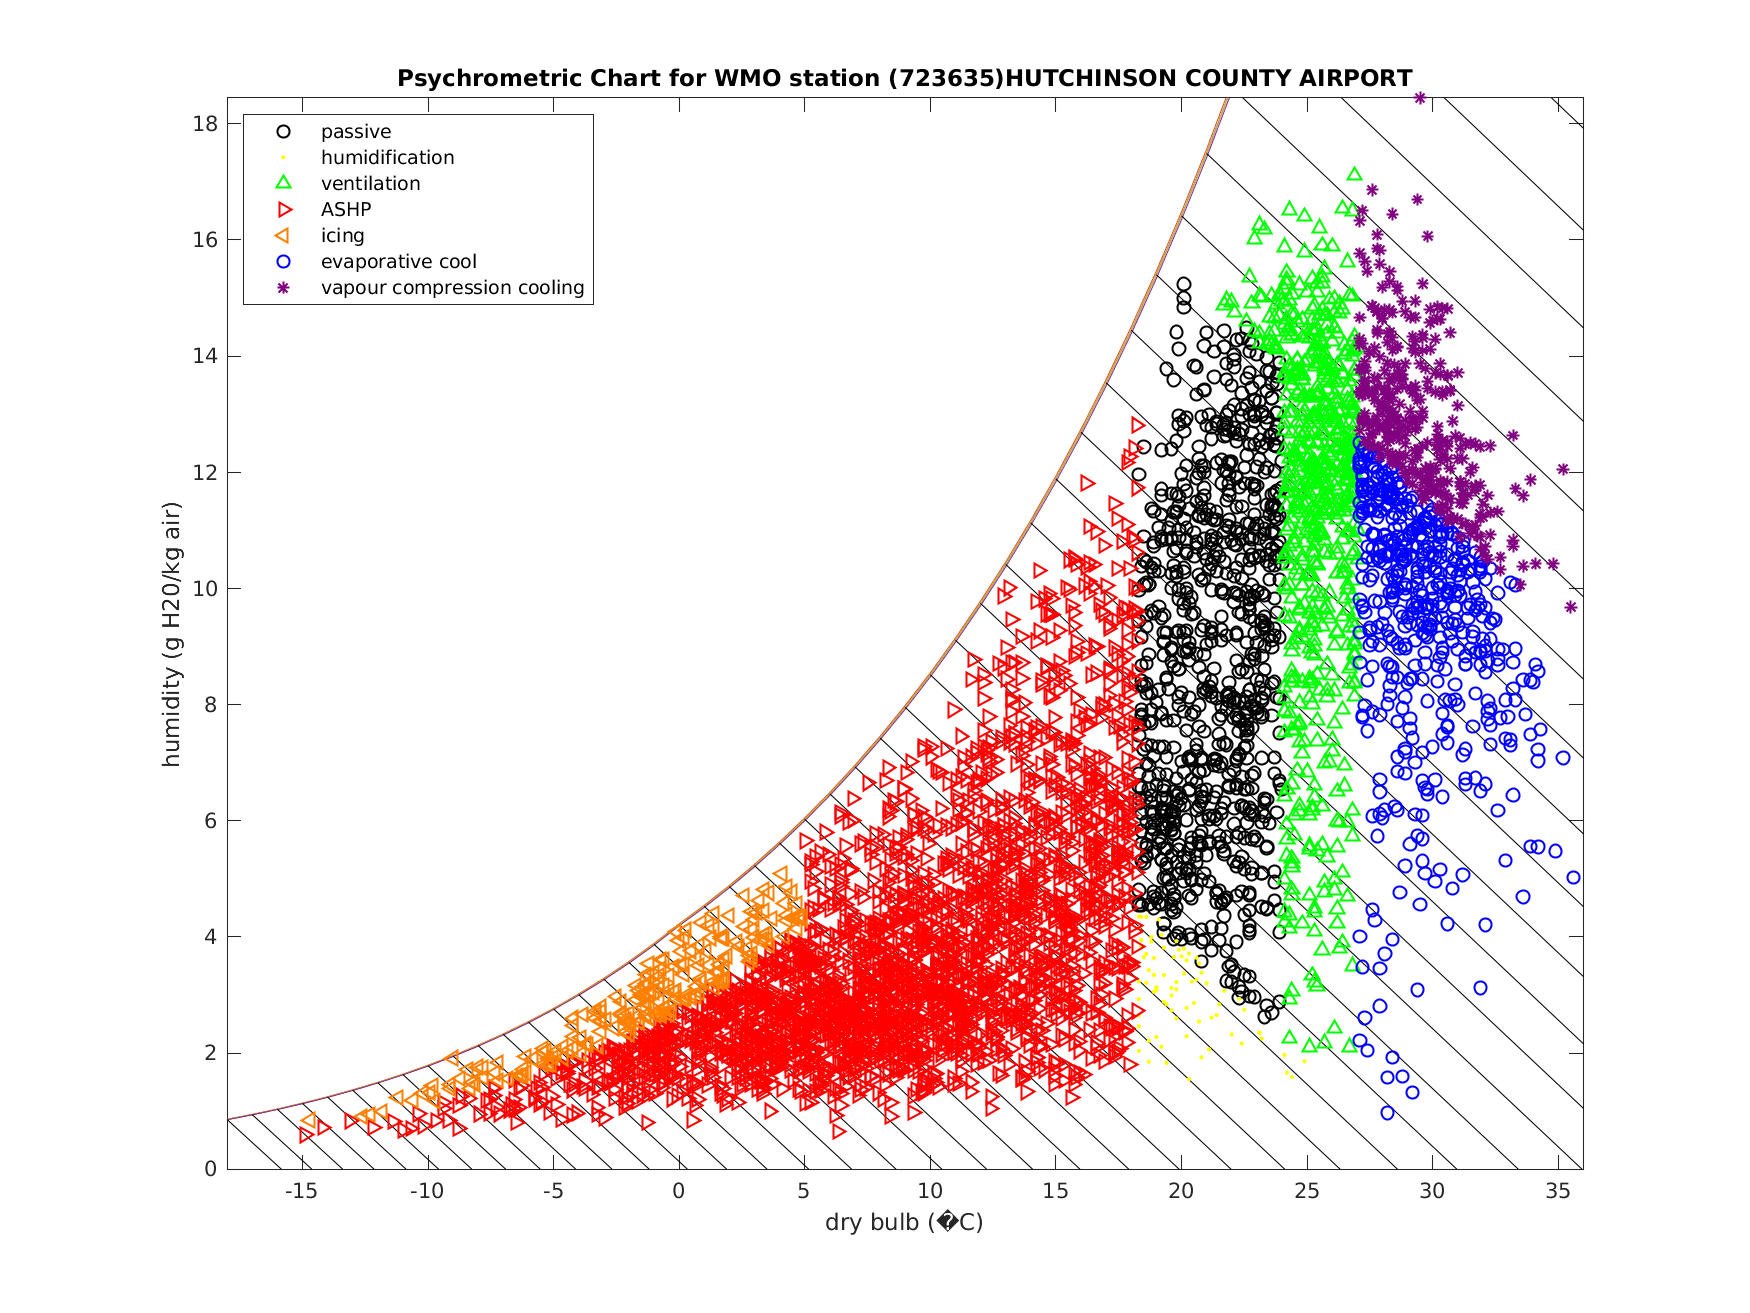 Psychrometric Chart for WMO station (723635)HUTCHINSON COUNTY AIRPORT
passive
humidification
ventilation
ASHP
icing
evaporative cool
vapour compression cooling
humidity (g H20/kg air)
18
16
14
12
10
8
6
4
2
0
-15
-10
-5
0
5
10
15
20
25
30
35
dry bulb (�C)